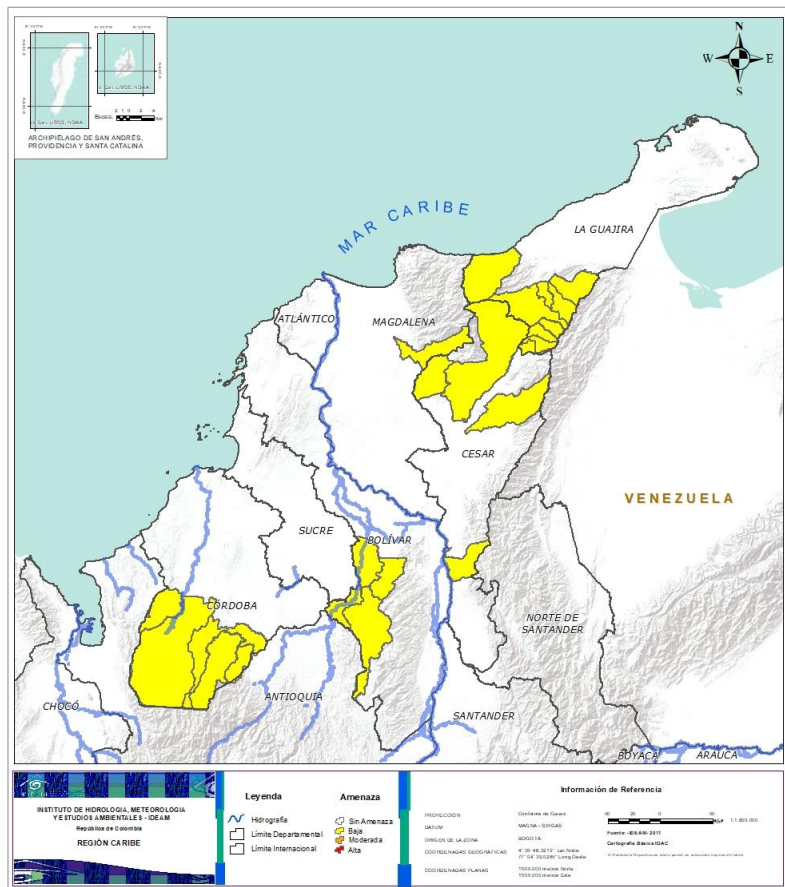 ARCHIPIÉLAGO DE SAN ANDRÉS,
PROVIDENCIA Y SANTA CATALINA
N
W E
S
MAR CARIBE
LA GUAJIRA
ATLÁNTICO
MAGDALENA
CESAR
VENEZUELA
SUCRE
BOLÍVAR
CÓRDOBA
NORTE DE
SANTANDER
ANTIOQUIA
CHOCÓ
SANTANDER
BOYACÁ
ARAUCA
INSTITUTO DE HIDROLOGIA, METEOROLOGIA
Y ESTUDIOS AMBIENTALES - IDEAM
República de Colombia
REGIÓN CARIBE
Leyenda
Hidrografía
Límite Departamental
Límite Internacional
Amenaza
Sin Amenaza
Baja
Moderada
Alta
Información de Referencia
PROYECCIÓN
DATUM
ORIGEN DE LA ZONA
BOGOTÁ
COORDENADAS GEOGRÁFICAS
COORDENADAS PLANAS
Fuente: -IDEAM- 2011
Cartografía Básica IGAC